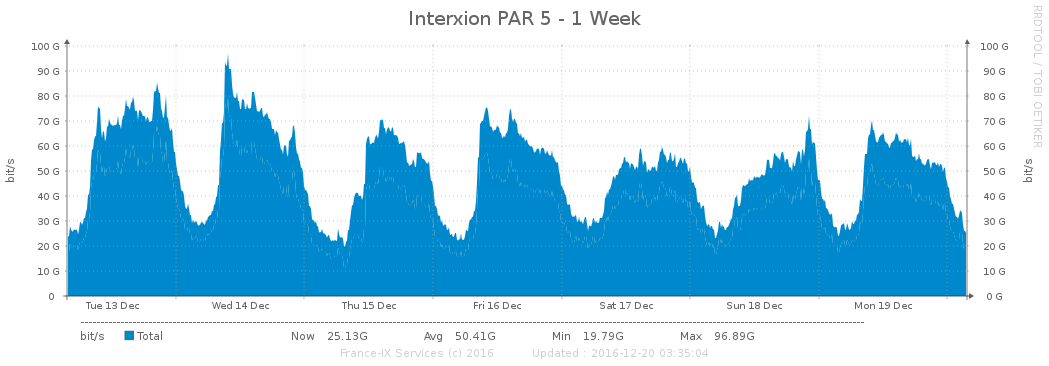 Interxion PAR 5 - 1 Week
RRDTOOL / TOBI OETIKER
bit/s
100 G
90 G
80 G
70 G
60 G
50 G
40 G
30 G
20 G
10 G
0
100 G
90 G
80 G
70 G
60 G
50 G
40 G
30 G
20 G
10 G
0 G
bit/s
Tue 13 Dec Wed 14 Dec Thu 15 Dec Fri 16 Dec Sat 17 Dec Sun 18 Dec Mon 19 Dec
bit/s Total Now 25.13G Avg 50.41G Min 19.79G Max 96.89G
France-IX Services (c) 2016 Updated : 2016-12-20 03:35:04